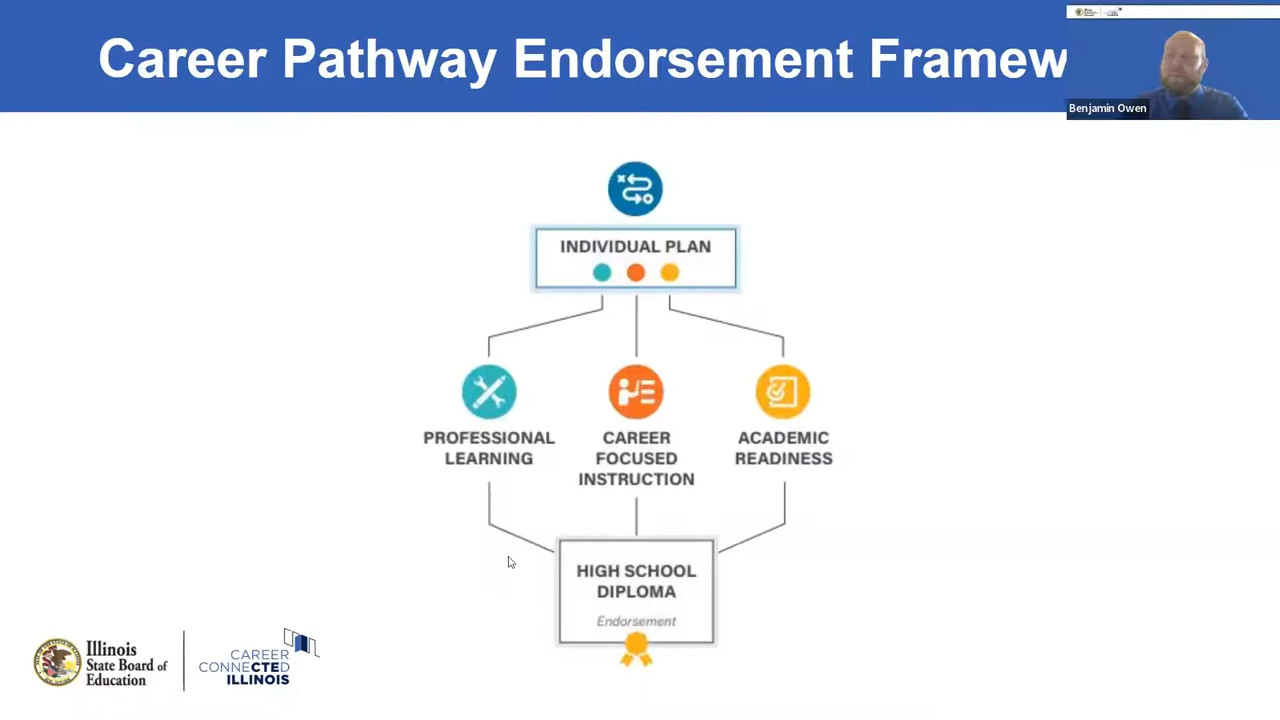 Career Pathway Endorsement Framew
Benjamin Owen
INDIVIDUAL PLAN
PROFESSIONAL
LEARNING
CAREER
FOCUSED
INSTRUCTION
ACADEMIC
READINESS
HIGH SCHOOL
DIPLOMA
Endorsement
Illinois
State Board of
Education
CAREER
CONNECTED
ILLINOIS